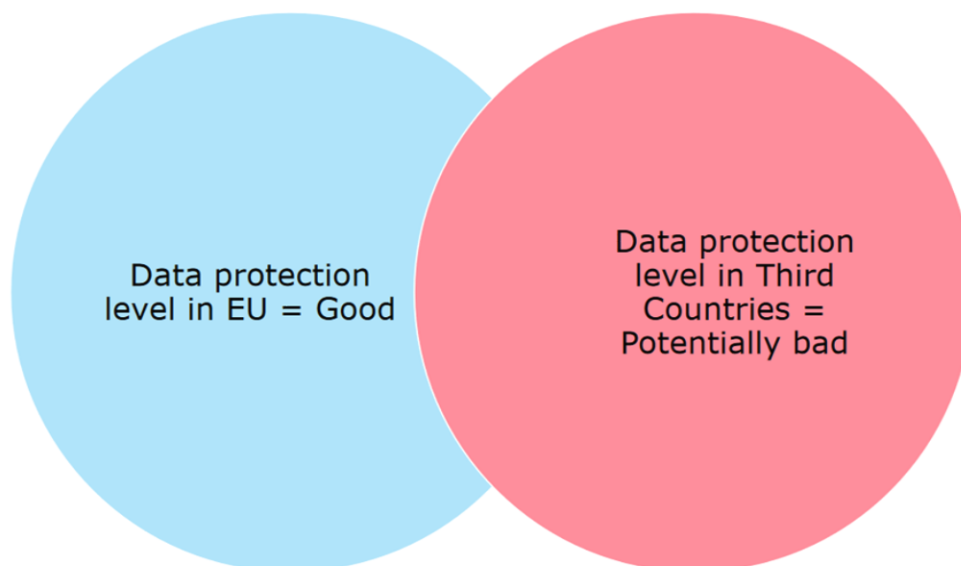 Data protection
level in EU = Good
Data protection
level in Third
Countries =
Potentially bad